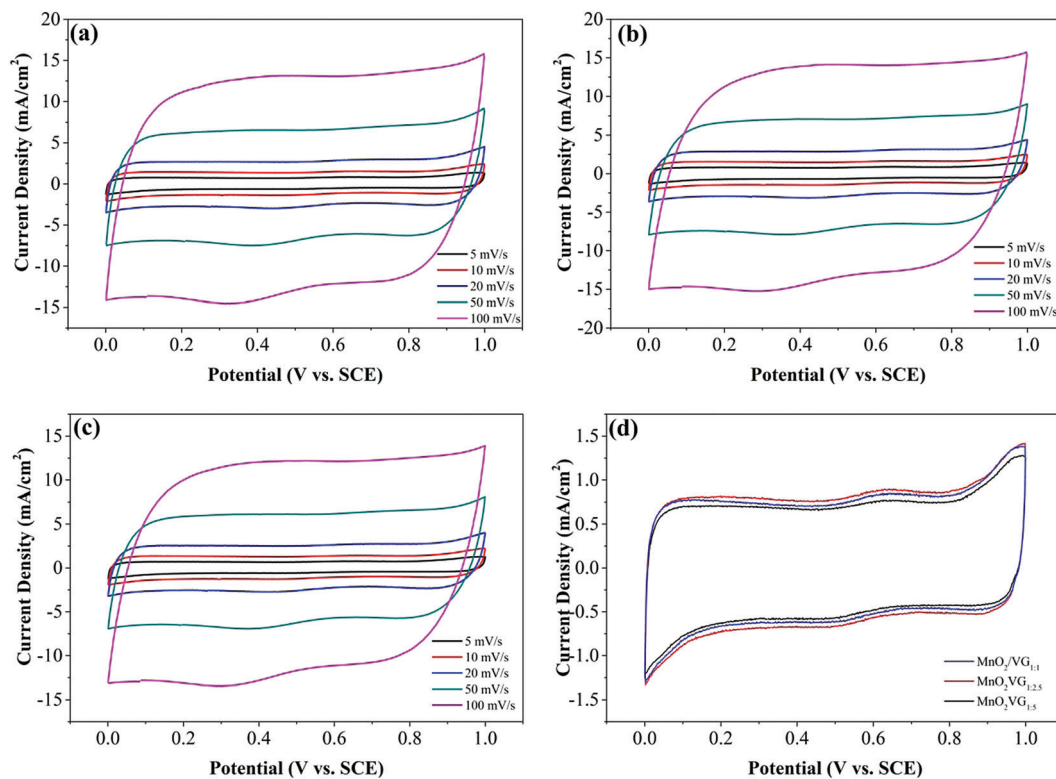 (a)
20
15
10
5
0
-5
-10
-15
0.0 0.2 0.4 0.6 0.8 1.0
Current Density (mA/cm²)
Potential (V vs. SCE)
5 mV/s
10 mV/s
20 mV/s
50 mV/s
100 mV/s
(b)
20
15
10
5
0
-5
-10
-15
-20
0.0 0.2 0.4 0.6 0.8 1.0
Current Density (mA/cm²)
Potential (V vs. SCE)
5 mV/s
10 mV/s
20 mV/s
50 mV/s
100 mV/s
(c)
15
10
5
0
-5
-10
-15
0.0 0.2 0.4 0.6 0.8 1.0
Current Density (mA/cm²)
Potential (V vs. SCE)
5 mV/s
10 mV/s
20 mV/s
50 mV/s
100 mV/s
(d)
1.5
1.0
0.5
0.0
-0.5
-1.0
-1.5
0.0 0.2 0.4 0.6 0.8 1.0
Current Density (mA/cm²)
Potential (V vs. SCE)
MnO₂/VG₁:₁
MnO₂VG₁:₂.₅
MnO₂VG₁:₅